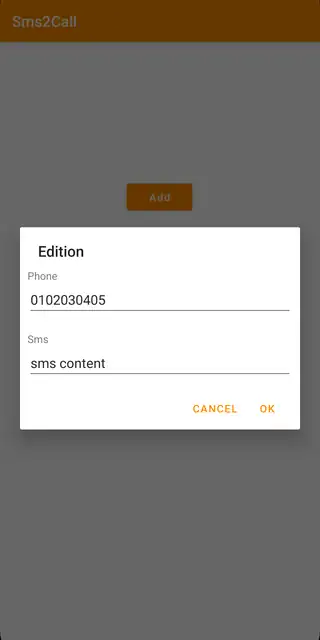 Sms2Call
Add
Edition
Phone
0102030405
Sms
sms content
CANCEL OK